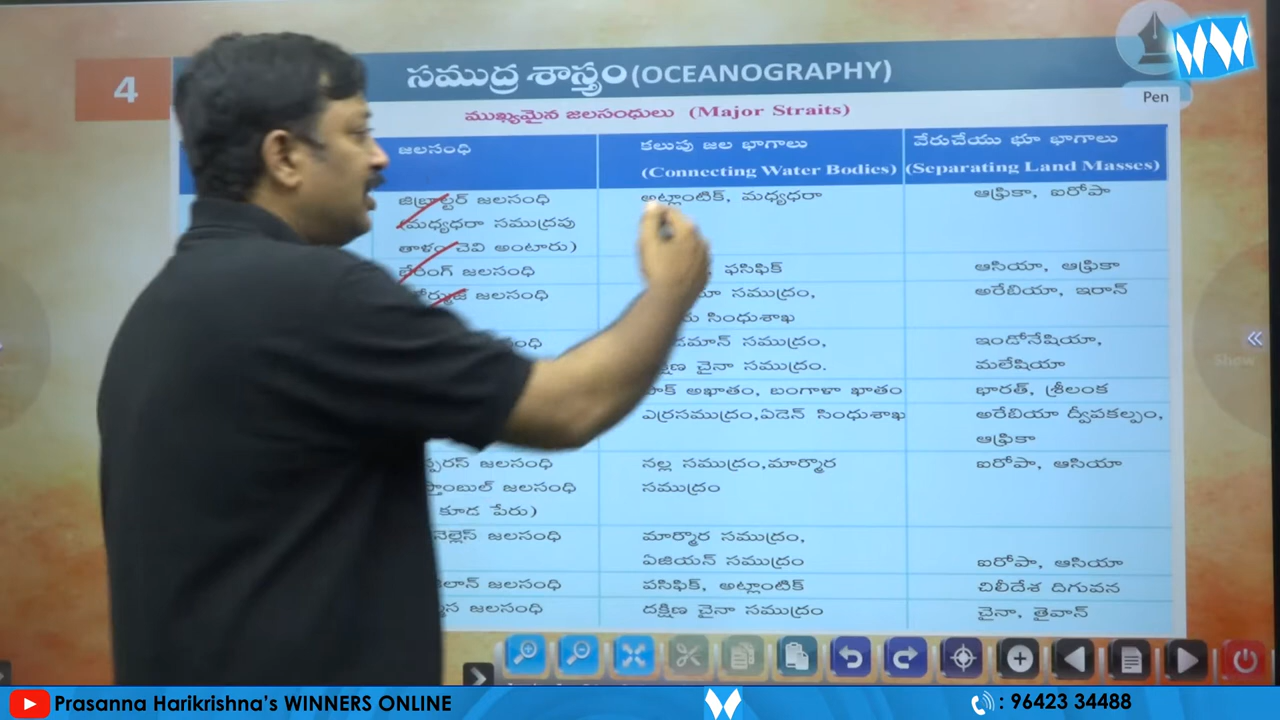 4
సముద్ర శాస్త్రం (OCEANOGRAPHY)
Pen
ముఖ్యమైన జలసంధులు (Major Straits)
జలసంధి
కలుపు జల భాగాలు
(Connecting Water Bodies)
వేరుచేయు భూ భాగాలు
(Separating Land Masses)
జిబ్రాల్టర్ జలసంధి
(మధ్యధరా సముద్రపు
తాళం చెవి అంటారు)
అట్లాంటిక్, మధ్యధరా
ఆఫ్రికా, ఐరోపా
బేరింగ్ జలసంధి
ఫసిఫిక్
ఆసియా, ఆఫ్రికా
జలసంధి
సముద్రం,
సింధుశాఖ
అరేబియా, ఇరాన్
సముద్రం,
చైనా సముద్రం.
ఇండోనేషియా,
మలేషియా
పాక్ అఖాతం, బంగాళా ఖాతం
భారత్, శ్రీలంక
ఎర్రసముద్రం,ఏడెన్ సింధుశాఖ
అరేబియా ద్వీపకల్పం,
ఆఫ్రికా
జలసంధి
జలసంధి
కూడ పేరు)
నల్ల సముద్రం,మార్మొర
సముద్రం
ఐరోపా, ఆసియా
జలసంధి
మార్మొర సముద్రం,
ఏజియన్ సముద్రం
ఐరోపా, ఆసియా
జలసంధి
పసిఫిక్, అట్లాంటిక్
చిలీదేశ దిగువన
జలసంధి
దక్షిణ చైనా సముద్రం
చైనా, తైవాన్
Show
Prasanna Harikrishna's WINNERS ONLINE
: 96423 34488